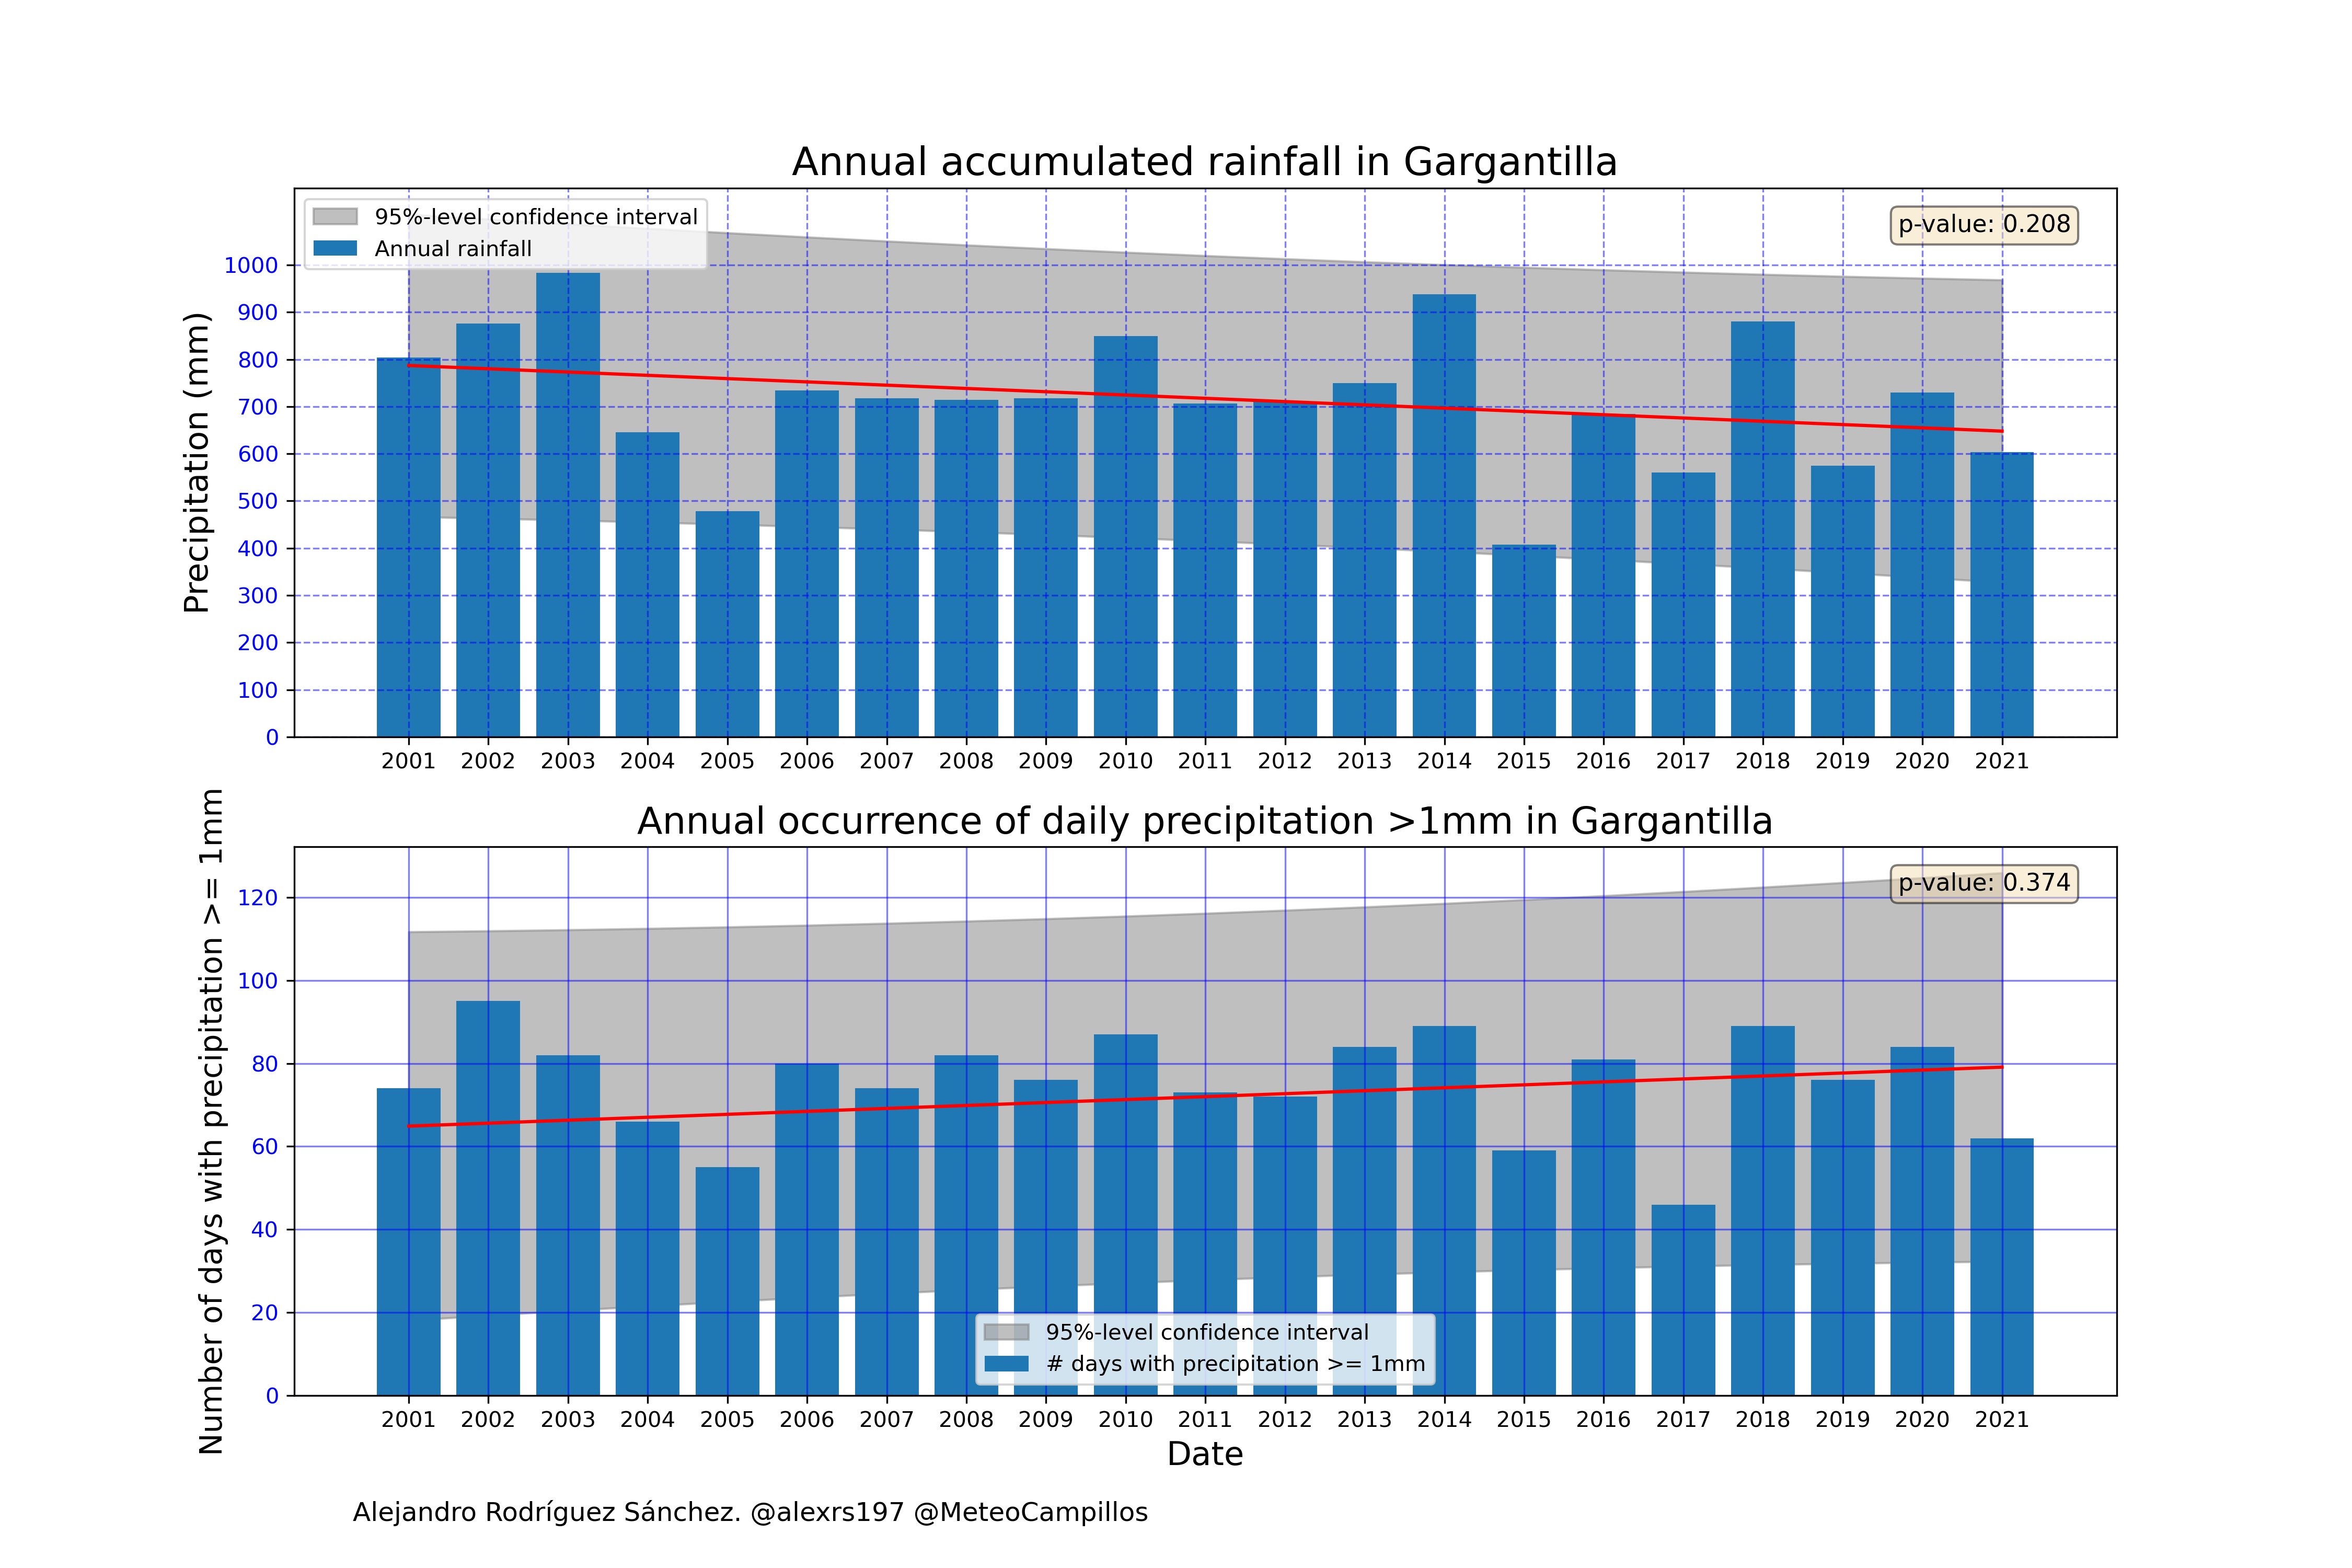 Annual accumulated rainfall in Gargantilla
95%-level confidence interval
Annual rainfall
p-value: 0.208
Precipitation (mm)
1000
900
800
700
600
500
400
300
200
100
0
2001 2002 2003 2004 2005 2006 2007 2008 2009 2010 2011 2012 2013 2014 2015 2016 2017 2018 2019 2020 2021
Annual occurrence of daily precipitation >1mm in Gargantilla
p-value: 0.374
Number of days with precipitation >= 1mm
120
100
80
60
40
20
0
95%-level confidence interval
# days with precipitation >= 1mm
2001 2002 2003 2004 2005 2006 2007 2008 2009 2010 2011 2012 2013 2014 2015 2016 2017 2018 2019 2020 2021
Date
Alejandro Rodríguez Sánchez. @alexrs197 @MeteoCampillos